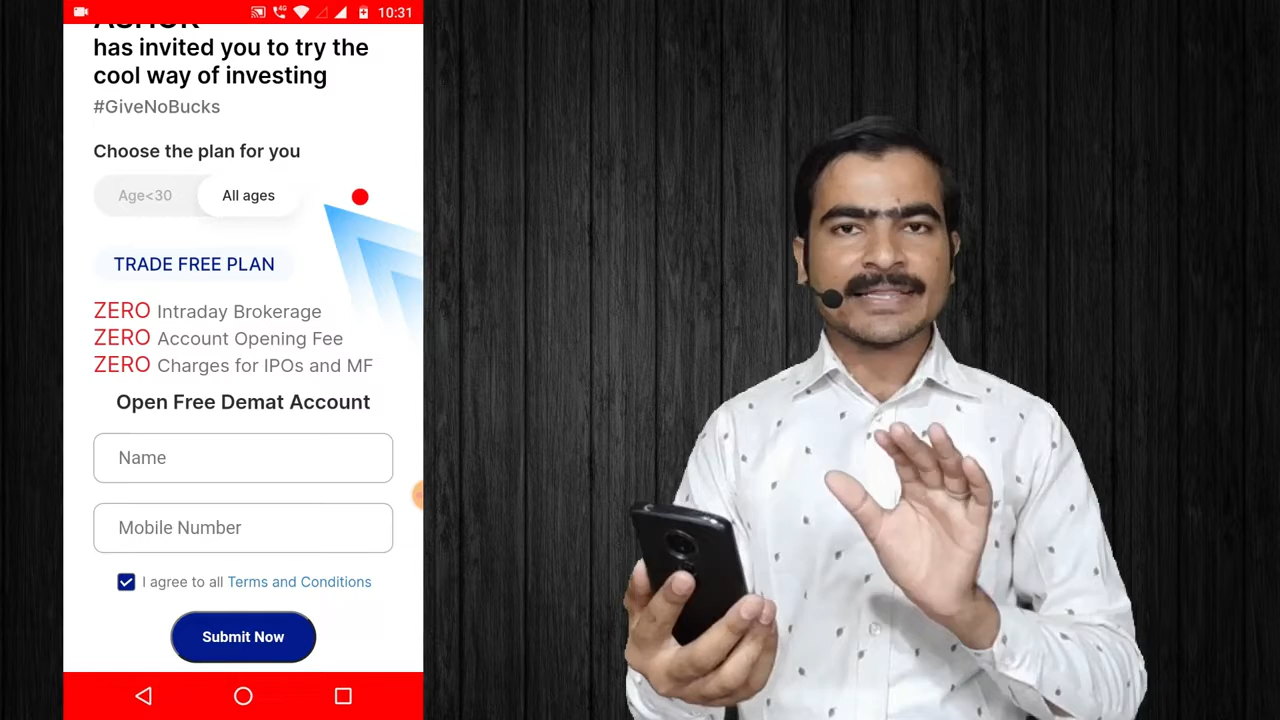 4G
10:31
ASHOK
has invited you to try the
cool way of investing
#GiveNoBucks
Choose the plan for you
Age<30
All ages
TRADE FREE PLAN
ZERO Intraday Brokerage
ZERO Account Opening Fee
ZERO Charges for IPOs and MF
Open Free Demat Account
Name
Mobile Number
I agree to all Terms and Conditions
Submit Now